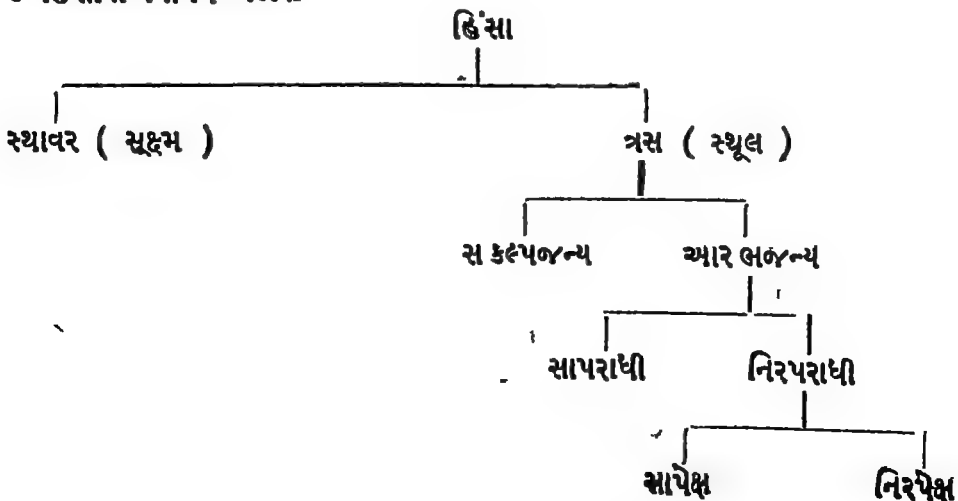 હિંસા
સ્થાવર ( સૂક્ષ્મ ) ત્રસ ( સ્થૂલ )
સ કલ્પજન્ય આર ભજન્ય
સાપરાધી નિરપરાધી
સાપેક્ષ નિરપેક્ષ